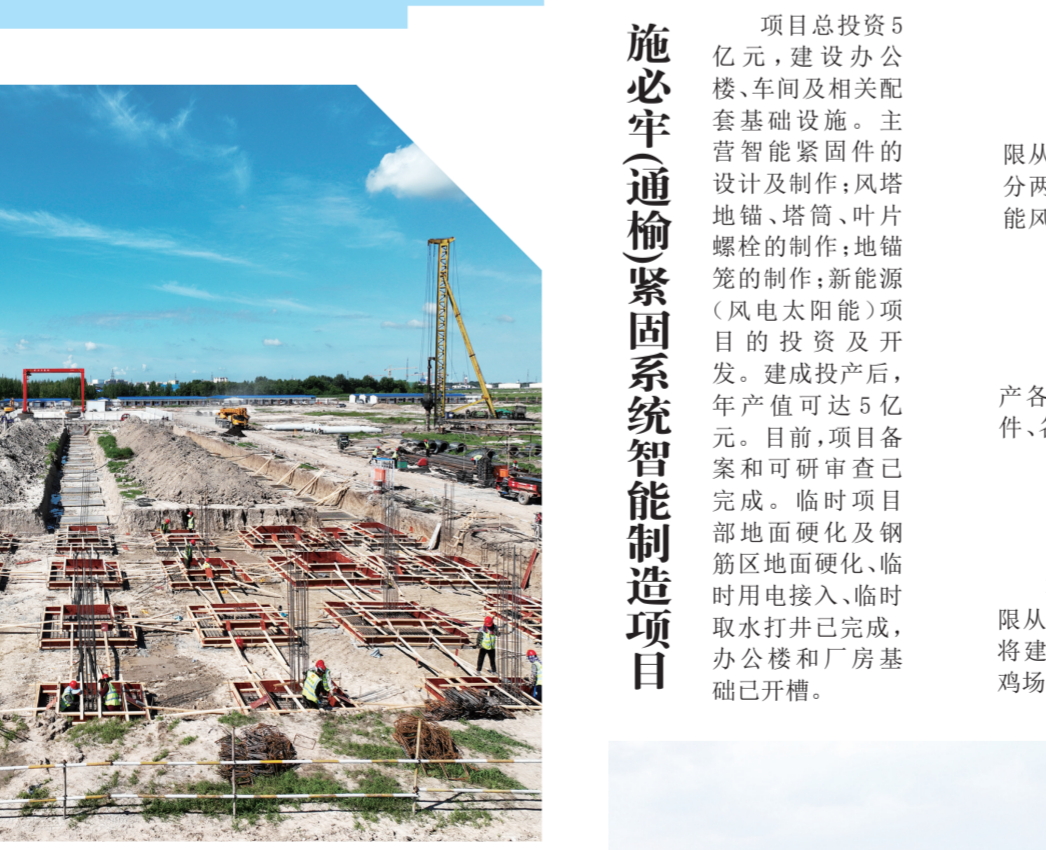 施必牢(通榆)紧固系统智能制造项目
项目总投资5
亿元,建设办公
楼、车间及相关配
套基础设施。主
营智能紧固件的
设计及制作;风塔
地锚、塔筒、叶片
螺栓的制作;地锚
笼的制作;新能源
(风电太阳能)项
目的投资及开
发。建成投产后,
年产值可达5亿
元。目前,项目备
案和可研审查已
完成。临时项目
部地面硬化及钢
筋区地面硬化、临
时用电接入、临时
取水打井已完成,
办公楼和厂房基
础已开槽。
限从
分两
能风
产各
件、
限从
将建
鸡场